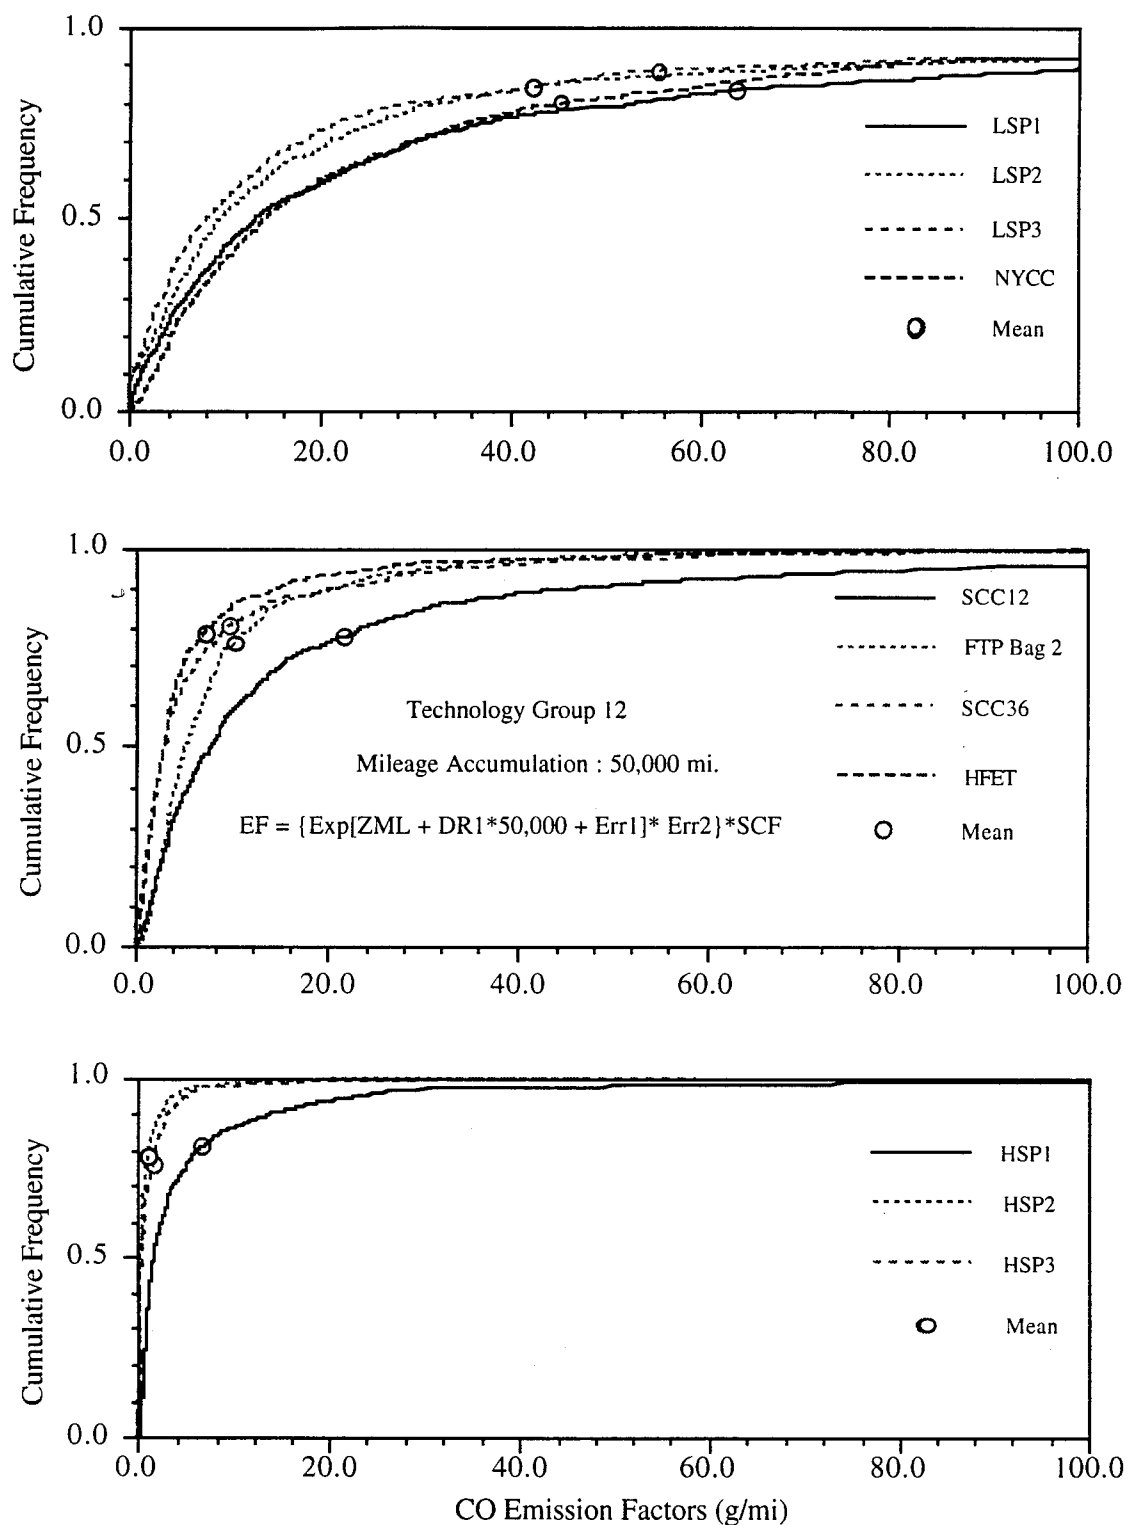 1.0
0.5
0.0
Cumulative Frequency
LSP1
LSP2
LSP3
NYCC
Mean
0.0 20.0 40.0 60.0 80.0 100.0
1.0
0.5
0.0
Cumulative Frequency
SCC12
FTP Bag 2
SCC36
HFET
Mean
Technology Group 12
Mileage Accumulation : 50,000 mi.
EF = {Exp[ZML + DR1*50,000 + Err1]* Err2}*SCF
0.0 20.0 40.0 60.0 80.0 100.0
1.0
0.5
0.0
Cumulative Frequency
HSP1
HSP2
HSP3
Mean
0.0 20.0 40.0 60.0 80.0 100.0
CO Emission Factors (g/mi)